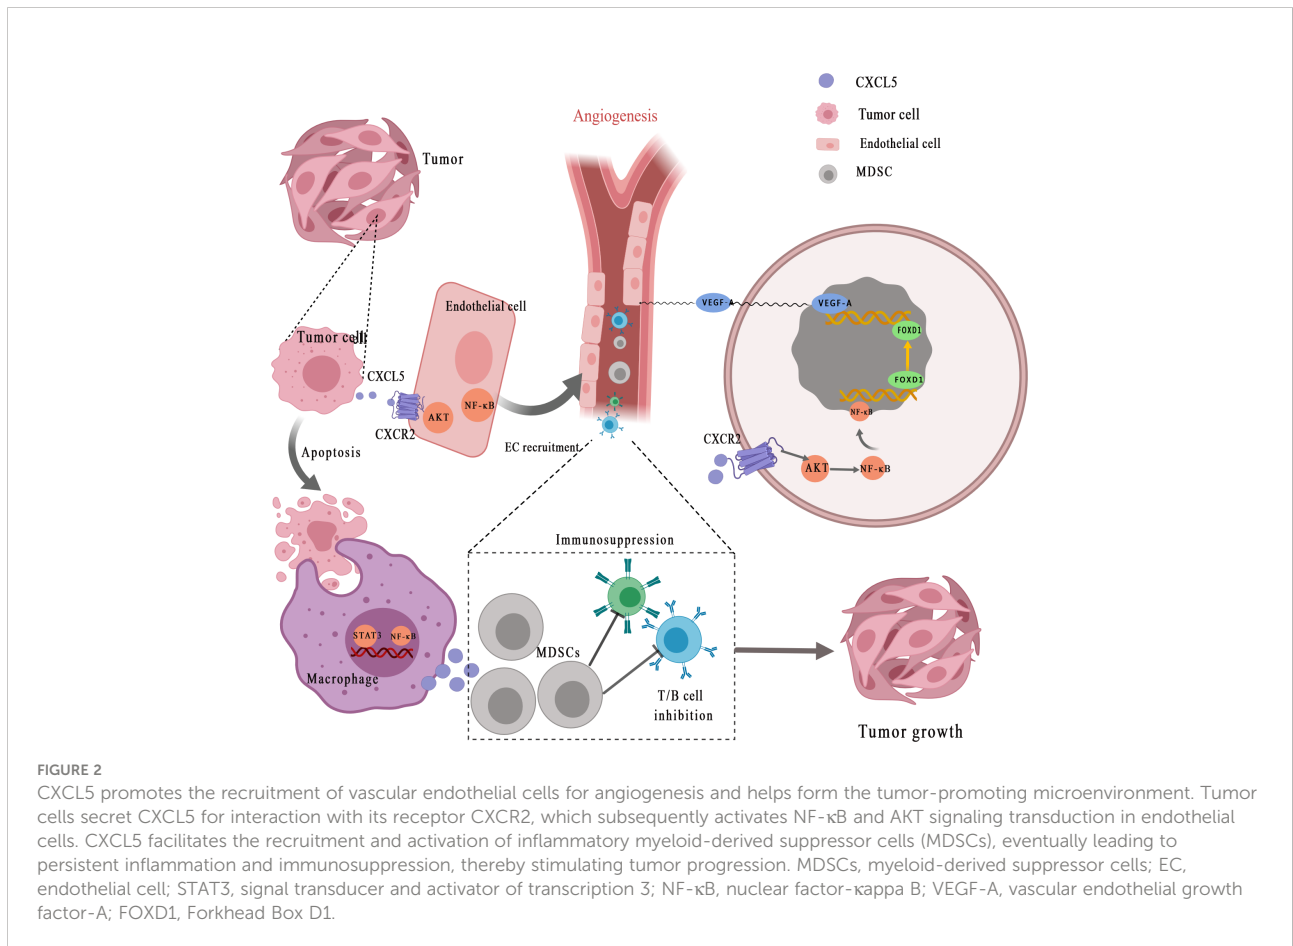 CXCL5
Tumor cell
Endothelial cell
MDSC
Angiogenesis
Tumor
Endothelial cell
Tumor cell
CXCL5
CXCR2
AKT
NF-κB
EC recruitment
Apoptosis
VEGF-A
VEGF-A
FOXD1
FOXD1
NF-κB
CXCR2
AKT
NF-κB
Immunosuppression
STAT3
NF-κB
Macrophage
MDSCs
T/B cell
inhibition
Tumor growth
FIGURE 2
CXCL5 promotes the recruitment of vascular endothelial cells for angiogenesis and helps form the tumor-promoting microenvironment. Tumor
cells secret CXCL5 for interaction with its receptor CXCR2, which subsequently activates NF-κB and AKT signaling transduction in endothelial
cells. CXCL5 facilitates the recruitment and activation of inflammatory myeloid-derived suppressor cells (MDSCs), eventually leading to
persistent inflammation and immunosuppression, thereby stimulating tumor progression. MDSCs, myeloid-derived suppressor cells; EC,
endothelial cell; STAT3, signal transducer and activator of transcription 3; NF-κB, nuclear factor-κappa B; VEGF-A, vascular endothelial growth
factor-A; FOXD1, Forkhead Box D1.